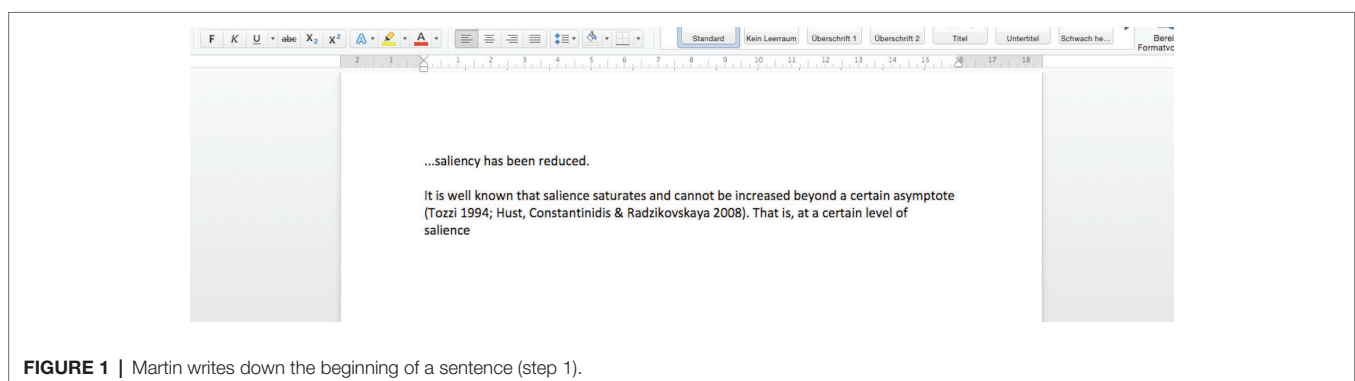 F K U abe X₂ X² A A
Standard Kein Leerraum Überschrift 1 Überschrift 2 Titel Untertitel Schwach he... Berei
Formatvo
2 1 1 2 3 4 5 6 7 8 9 10 11 12 13 14 15 16 17 18
...saliency has been reduced.
It is well known that salience saturates and cannot be increased beyond a certain asymptote
(Tozzi 1994; Hust, Constantinidis & Radzikovskaya 2008). That is, at a certain level of
salience
FIGURE 1 | Martin writes down the beginning of a sentence (step 1).